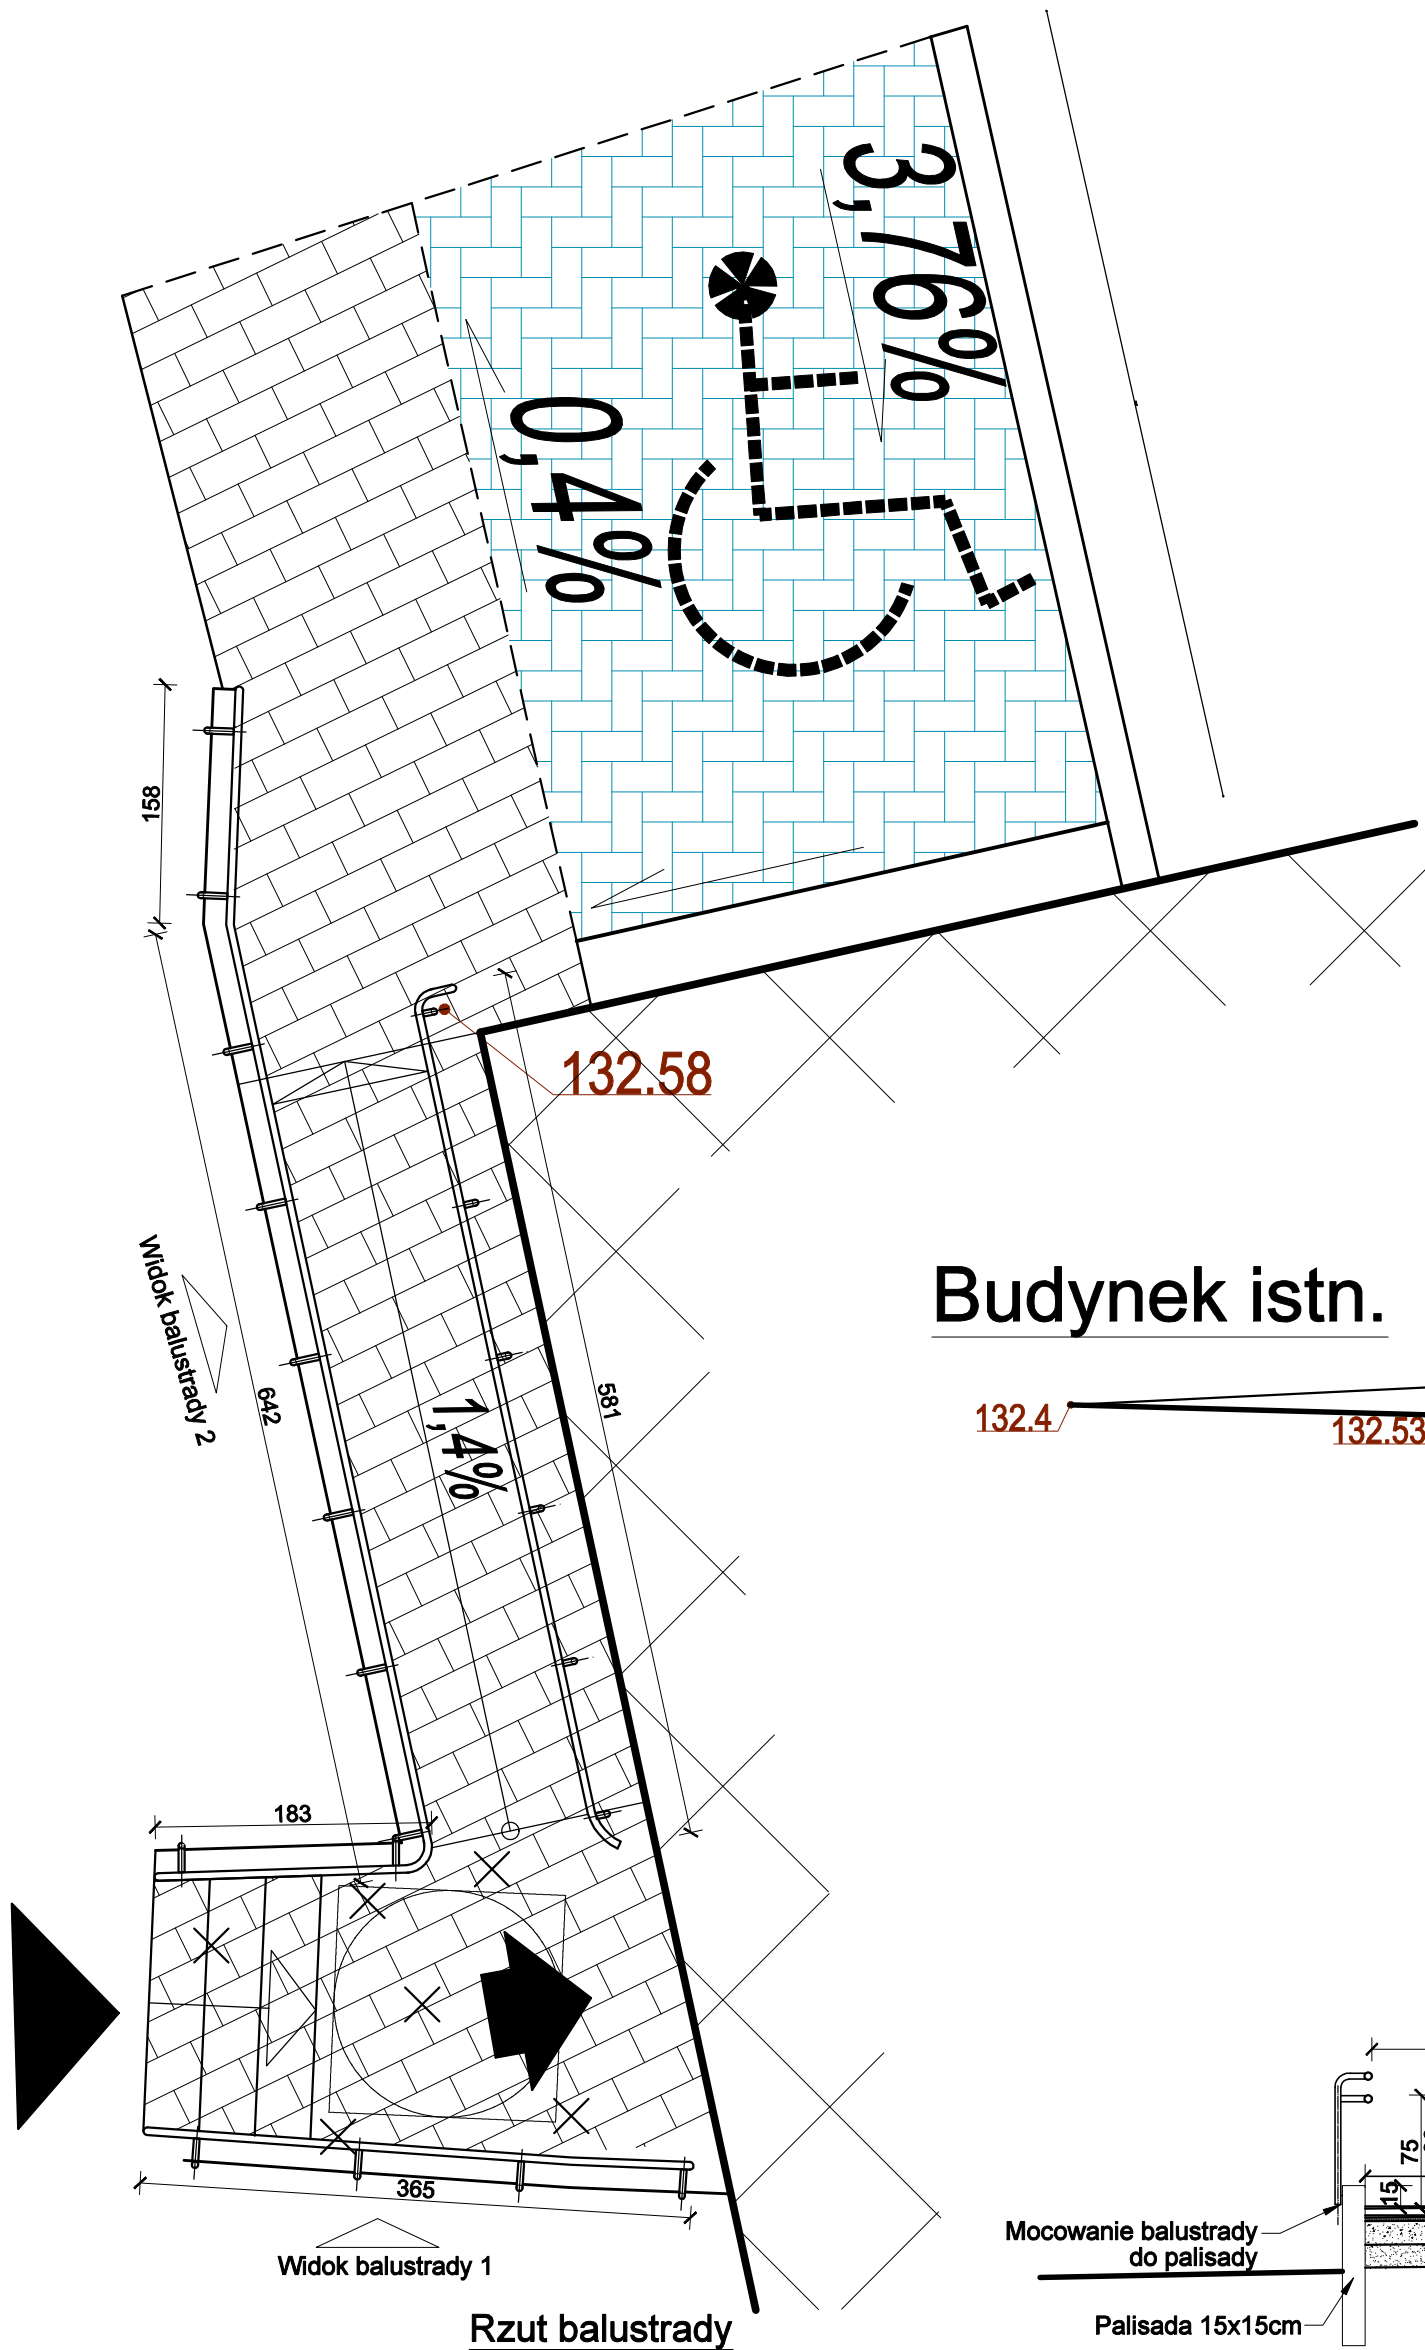 3,76%
0,4%
158
132.58
Widok balustrady 2
642
581
1,4%
Budynek istn.
132.4
132.53
183
365
Widok balustrady 1
Rzut balustrady
75
15
Mocowanie balustrady
do palisady
Palisada 15x15cm